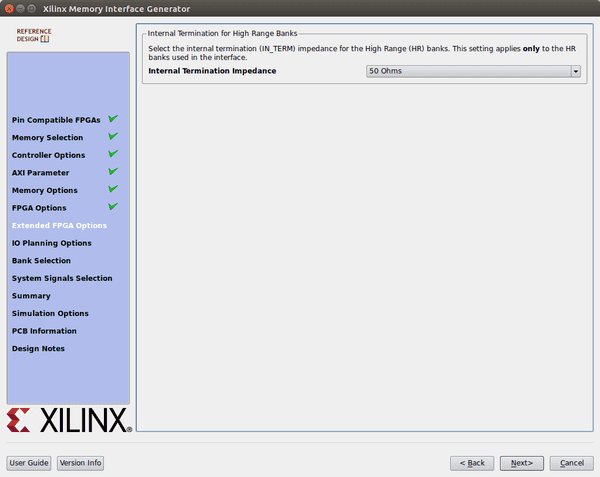 Xilinx Memory Interface Generator
REFERENCE
DESIGN
Pin Compatible FPGAs
Memory Selection
Controller Options
AXI Parameter
Memory Options
FPGA Options
Extended FPGA Options
IO Planning Options
Bank Selection
System Signals Selection
Summary
Simulation Options
PCB Information
Design Notes
XILINX®
Internal Termination for High Range Banks
Select the internal termination (IN_TERM) impedance for the High Range (HR) banks. This setting applies only to the HR
banks used in the interface.
Internal Termination Impedance 50 Ohms
User Guide Version Info < Back Next> Cancel